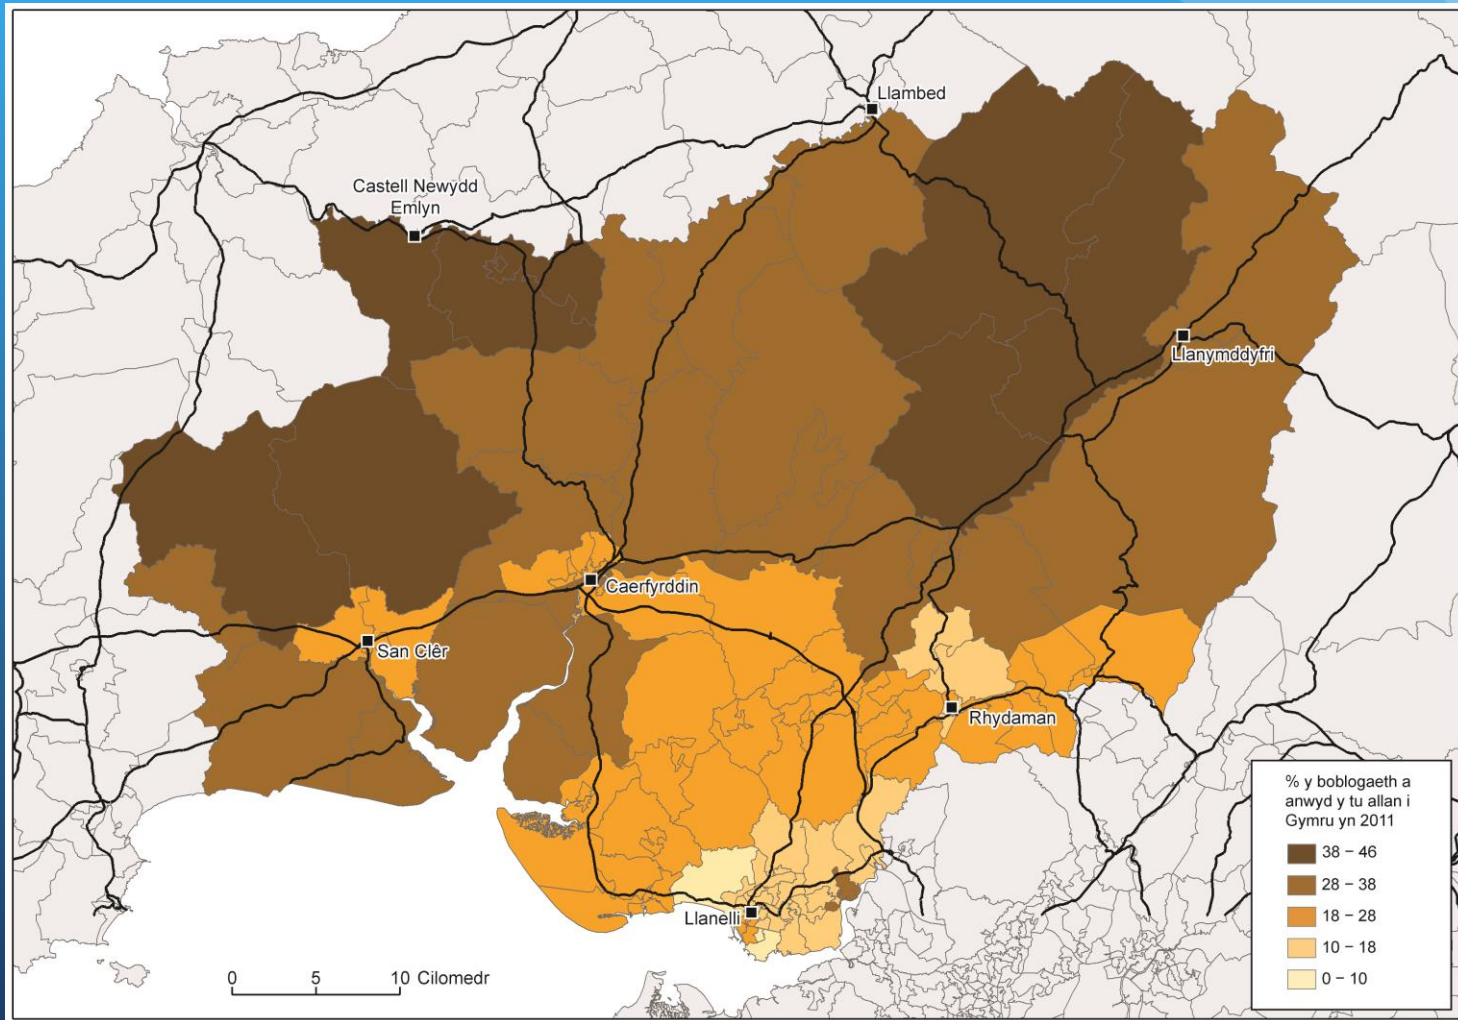 Llambed
Castell Newydd
Emlyn
Llanymddyfri
Caerfyrddin
San Clêr
Rhydaman
Llanelli
0 5 10 Cilomedr
% y boblogaeth a
anwyd y tu allan i
Gymru yn 2011
38 – 46
28 – 38
18 – 28
10 – 18
0 – 10